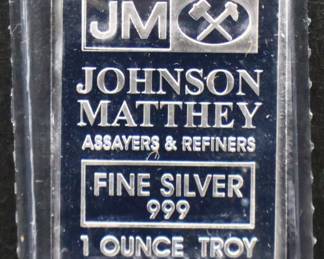 JM
JOHNSON
MATTHEY
ASSAYERS & REFINERS
FINE SILVER
999
1 OUNCE TROY